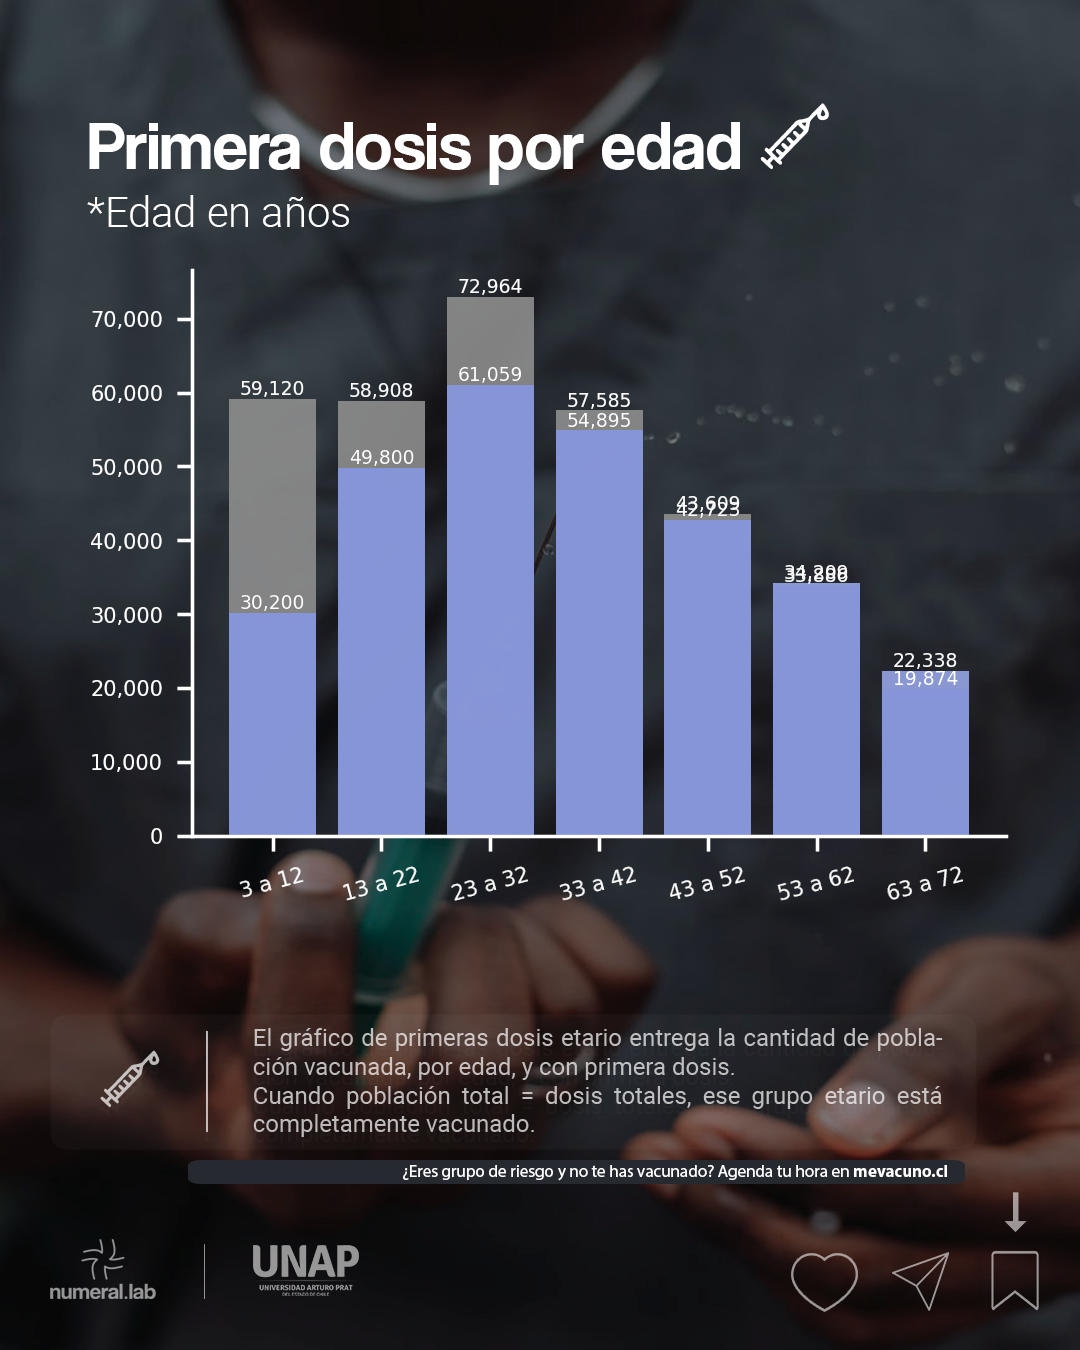 Primera dosis por edad
*Edad en años
72,964
70,000
61,059
60,000
59,120
58,908
57,585
54,895
50,000
49,800
43,609
42,723
40,000
30,000
30,200
22,338
20,000
19,874
10,000
0
3 a 12
13 a 22
23 a 32
33 a 42
43 a 52
53 a 62
63 a 72
El gráfico de primeras dosis etario entrega la cantidad de pobla-
ción vacunada, por edad, y con primera dosis.
Cuando población total = dosis totales, ese grupo etario está
completamente vacunado.
¿Eres grupo de riesgo y no te has vacunado? Agenda tu hora en mevacuno.cl
numeral.lab
UNAP
UNIVERSIDAD ARTURO PRAT
DEL ESTADO DE CHILE